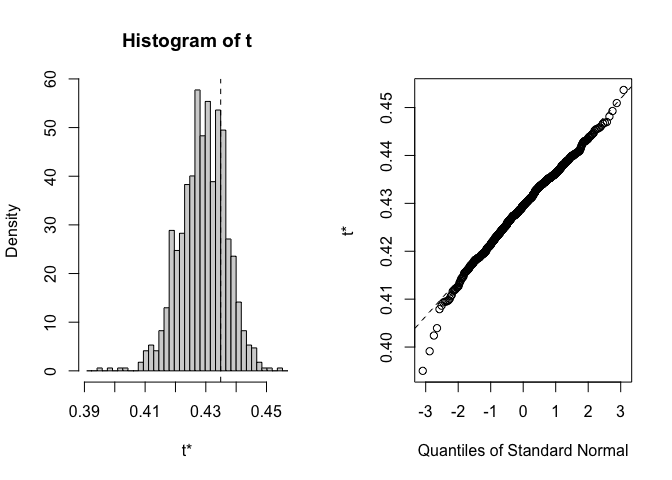 Histogram of t
Density
0 10 20 30 40 50 60
0.39 0.41 0.43 0.45
t*
t*
0.40 0.41 0.42 0.43 0.44 0.45
-3 -2 -1 0 1 2 3
Quantiles of Standard Normal